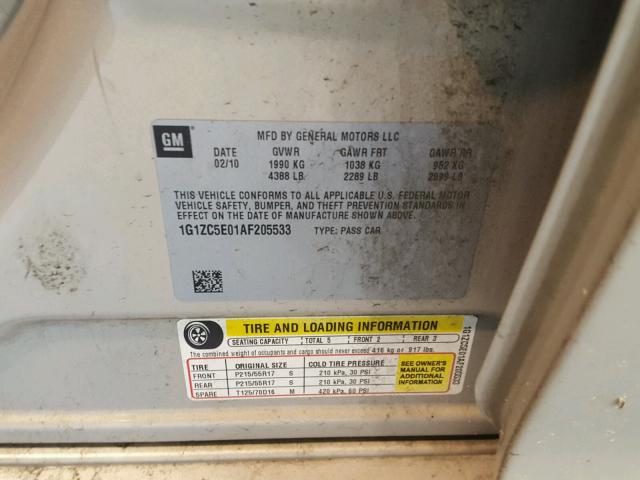 GM
MFD BY GENERAL MOTORS LLC
DATE GVWR GAWR FRT GAWR RR
02/10 1990 KG 1038 KG 952 KG
4388 LB 2289 LB 2099 LB
THIS VEHICLE CONFORMS TO ALL APPLICABLE U.S. FEDERAL MOTOR
VEHICLE SAFETY, BUMPER, AND THEFT PREVENTION STANDARDS IN
EFFECT ON THE DATE OF MANUFACTURE SHOWN ABOVE.
1G1ZC5E01AF205533 TYPE: PASS CAR
TIRE AND LOADING INFORMATION
SEATING CAPACITY TOTAL 5 FRONT 2 REAR 3
The combined weight of occupants and cargo should never exceed 416 kg or 917 lbs.
TIRE ORIGINAL SIZE COLD TIRE PRESSURE
FRONT P215/55R17 S 210 kPa, 30 PSI
REAR P215/55R17 S 210 kPa, 30 PSI
SPARE T125/70D16 M 420 kPa, 60 PSI
SEE OWNER'S
MANUAL FOR
ADDITIONAL
INFORMATION
1G1ZC5E01AF205533